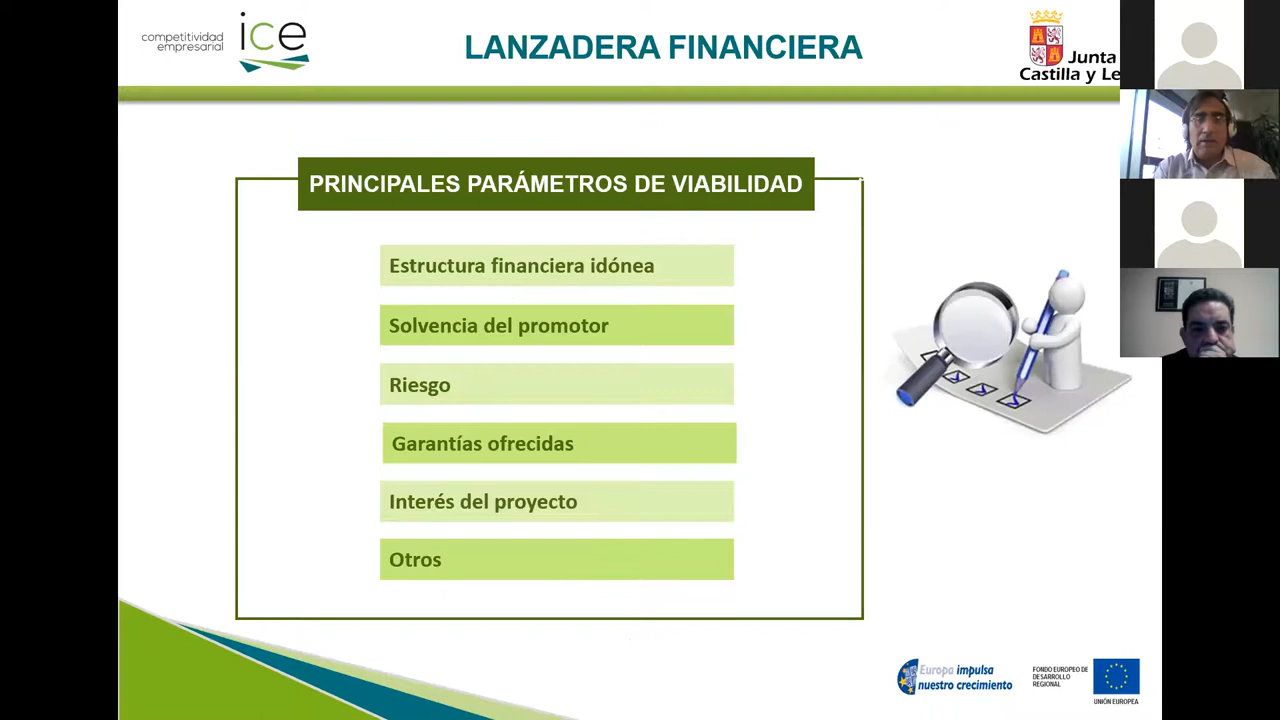 competitividad
empresarial
ice
LANZADERA FINANCIERA
Junta
Castilla y Le
PRINCIPALES PARÁMETROS DE VIABILIDAD
Estructura financiera idónea
Solvencia del promotor
Riesgo
Garantías ofrecidas
Interés del proyecto
Otros
Europa impulsa
nuestro crecimiento
FONDO EUROPEO DE
DESARROLLO
REGIONAL
UNIÓN EUROPEA